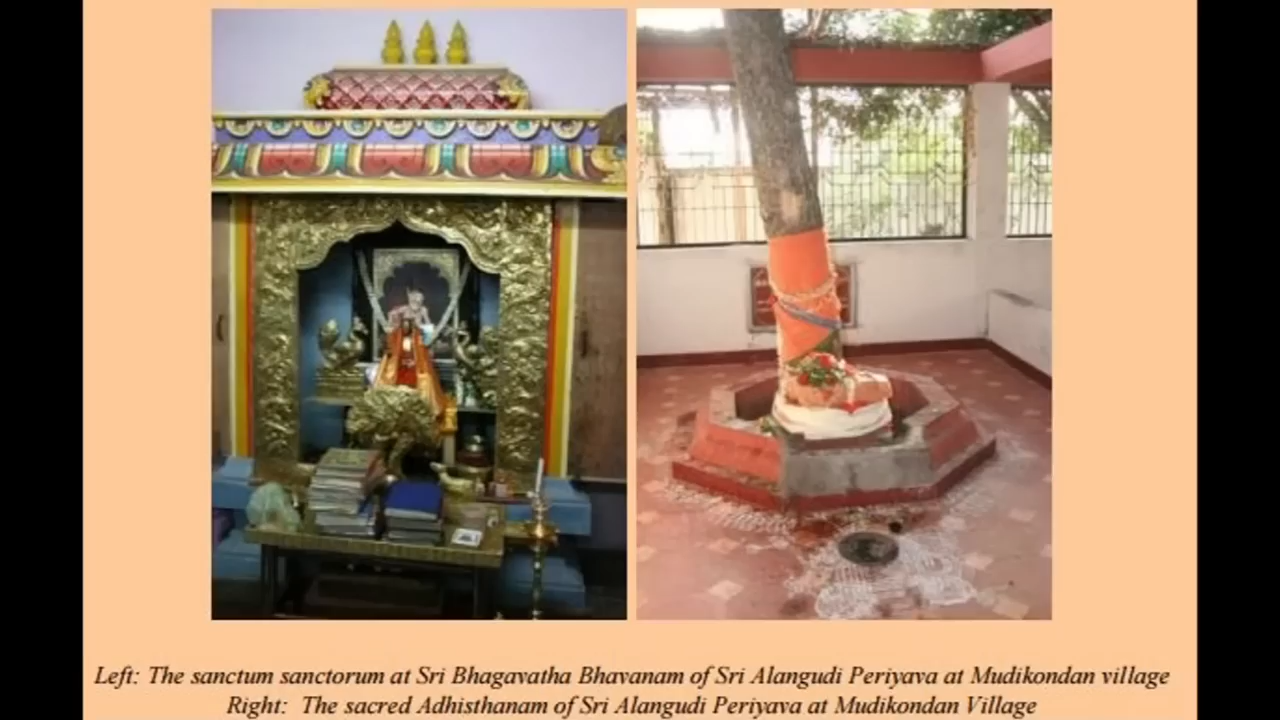 Left: The sanctum sanctorum at Sri Bhagavatha Bhavanam of Sri Alangudi Periyava at Mudikondan village
Right: The sacred Adhisthanam of Sri Alangudi Periyava at Mudikondan Village